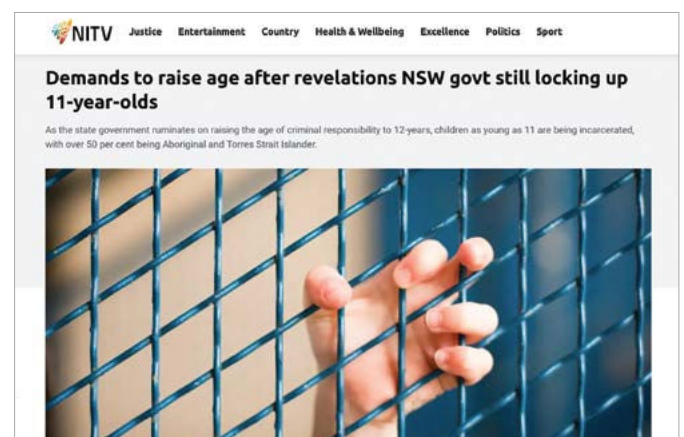 NITV Justice Entertainment Country Health & Wellbeing Excellence Politics Sport
Demands to raise age after revelations NSW govt still locking up
11-year-olds
As the state government ruminates on raising the age of criminal responsibility to 12-years, children as young as 11 are being incarcerated,
with over 50 per cent being Aboriginal and Torres Strait Islander.